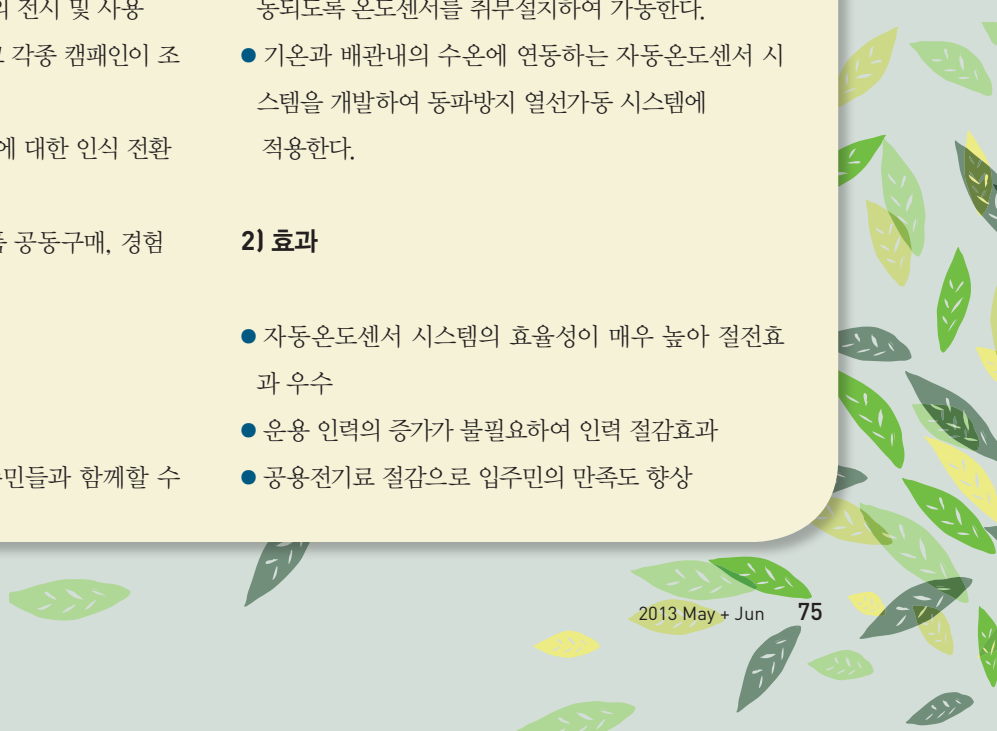 의 전시 및 사용
각종 캠페인이 조
에 대한 인식 전환
공동구매, 경험
민들과 함께할 수
동되도록 온도센서를 취부설치하여 가동한다.
● 기온과 배관내의 수온에 연동하는 자동온도센서 시
스템을 개발하여 동파방지 열선가동 시스템에
적용한다.
2) 효과
● 자동온도센서 시스템의 효율성이 매우 높아 절전효
과 우수
● 운용 인력의 증가가 불필요하여 인력 절감효과
● 공용전기료 절감으로 입주민의 만족도 향상
2013 May + Jun 75